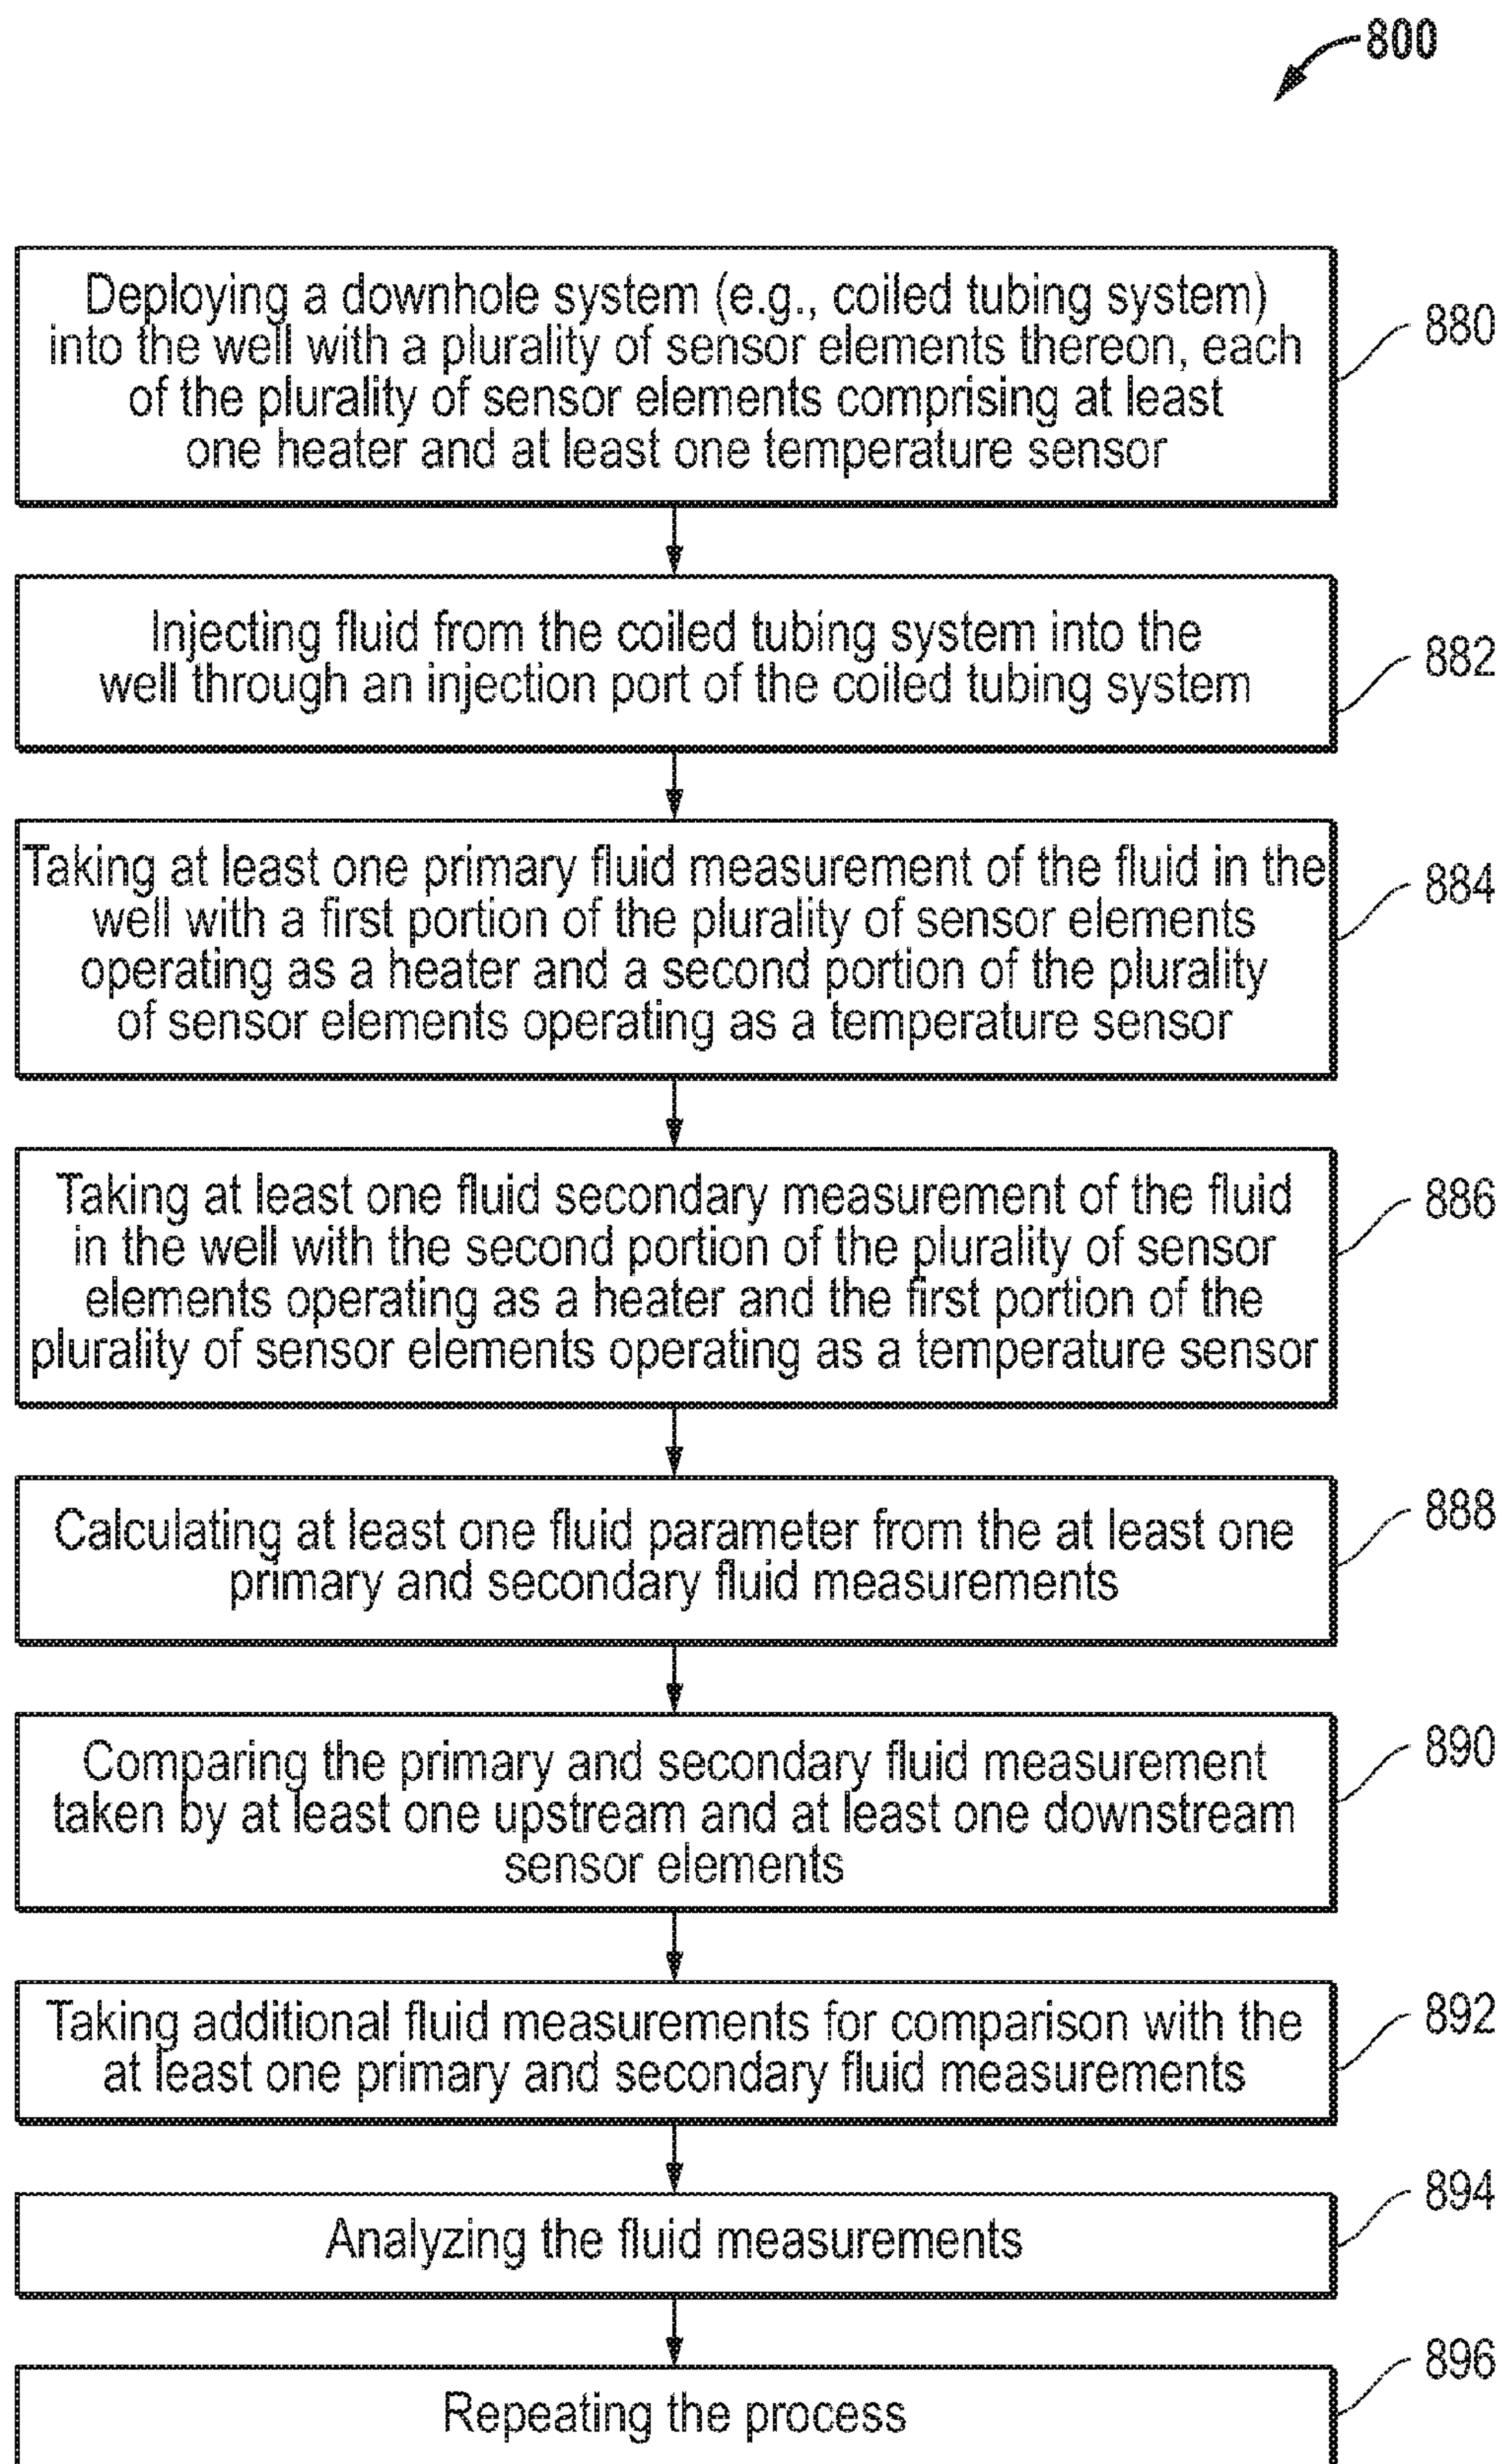 800
Deploying a downhole system (e.g., coiled tubing system)
into the well with a plurality of sensor elements thereon, each
of the plurality of sensor elements comprising at least
one heater and at least one temperature sensor
880
Injecting fluid from the coiled tubing system into the
well through an injection port of the coiled tubing system
882
Taking at least one primary fluid measurement of the fluid in the
well with a first portion of the plurality of sensor elements
operating as a heater and a second portion of the plurality
of sensor elements operating as a temperature sensor
884
Taking at least one fluid secondary measurement of the fluid
in the well with the second portion of the plurality of sensor
elements operating as a heater and the first portion of the
plurality of sensor elements operating as a temperature sensor
886
Calculating at least one fluid parameter from the at least one
primary and secondary fluid measurements
888
Comparing the primary and secondary fluid measurement
taken by at least one upstream and at least one downstream
sensor elements
890
Taking additional fluid measurements for comparison with the
at least one primary and secondary fluid measurements
892
Analyzing the fluid measurements
894
Repeating the process
896